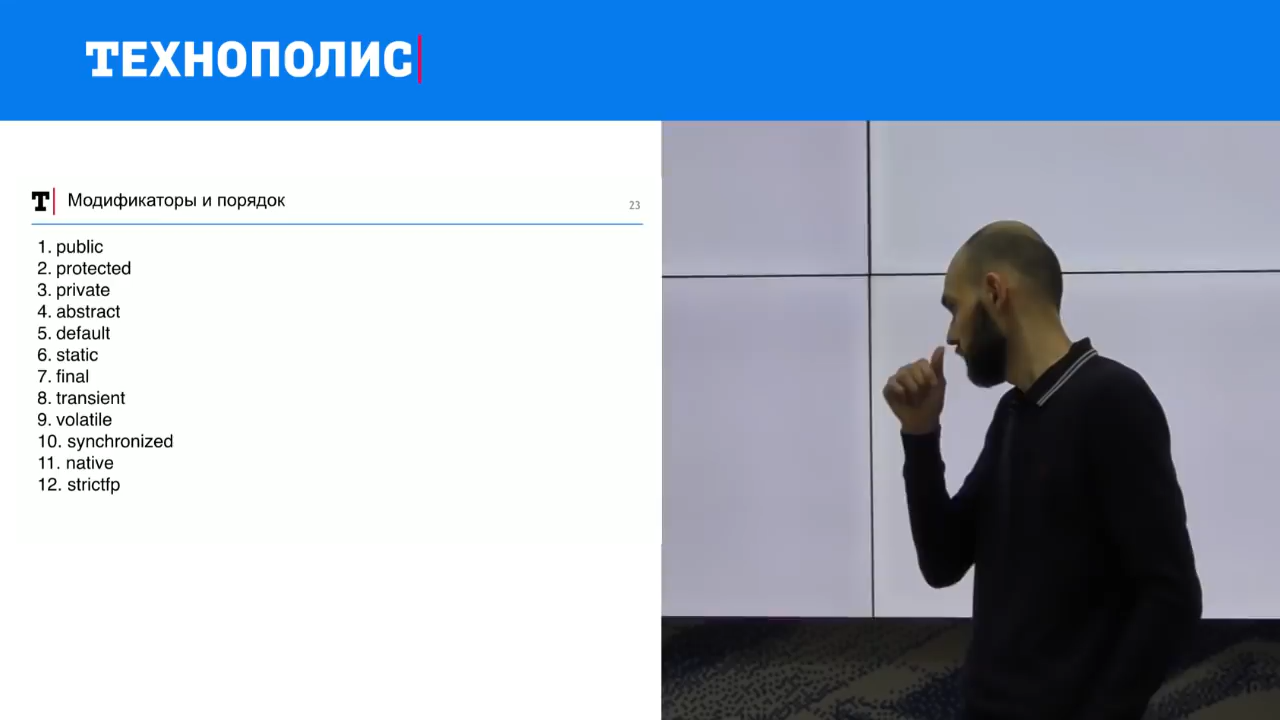 ТЕХНОПОЛИС
T Модификаторы и порядок
23
1. public
2. protected
3. private
4. abstract
5. default
6. static
7. final
8. transient
9. volatile
10. synchronized
11. native
12. strictfp